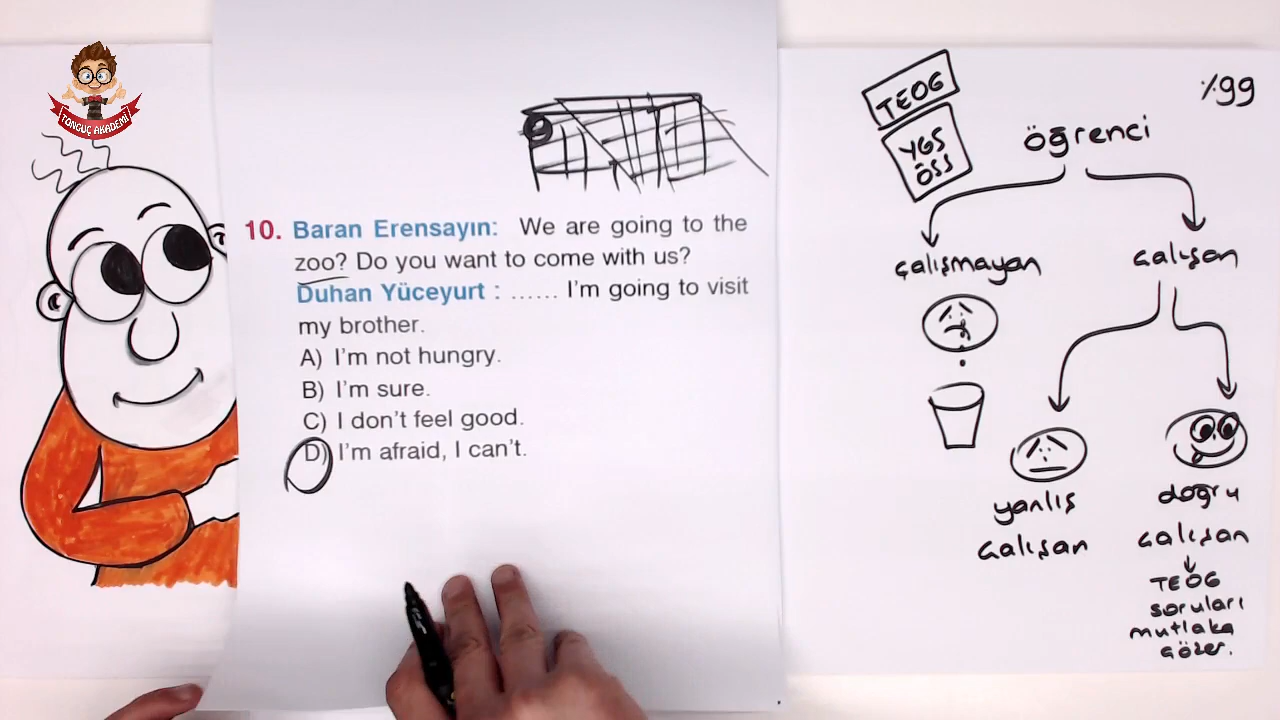 TONGUÇ AKADEMİ
10. Baran Erensayın: We are going to the
zoo? Do you want to come with us?
Duhan Yüceyurt : ...... I'm going to visit
my brother.
A) I'm not hungry.
B) I'm sure.
C) I don't feel good.
D) I'm afraid, I can't.
TEOG
YGS
ÖSS
٪99
öğrenci
çalışmayan
çalışan
yanlış
çalışan
doğru
çalışan
TEOG
soruları
mutlaka
çözer.